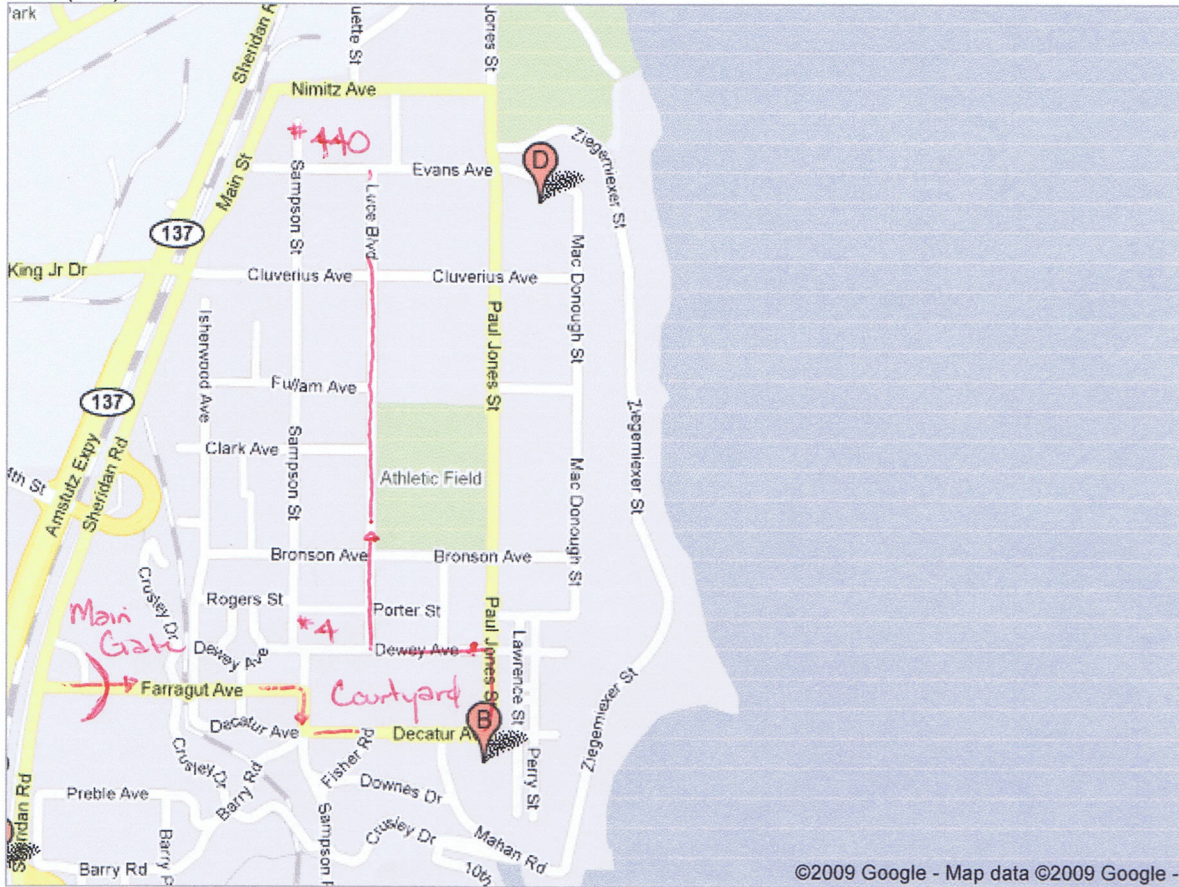 ark
Sheridan R
uette St
Jones St
Nimitz Ave
* 440
Ziegemiexer St
Main St
Sampson St
Evans Ave
D
Luce Blvd
137
King Jr Dr
Cluverius Ave
Cluverius Ave
Mac Donough St
Isherwood Ave
Paul Jones St
Fullam Ave
137
Ziegemiexer St
Amstutz Expy
Sheridan Rd
Clark Ave
Sampson St
Athletic Field
Mac Donough St
4th St
Bronson Ave
Bronson Ave
Crusley Dr
Rogers St
Porter St
Main
Gate
*4
Dewey Ave
Dewey Ave
Paul Jones St
Lawrence St
Farragut Ave
Courtyard
B
Decatur Ave
Decatur Av
Ziegemiexer St
Crusley Dr
Fisher Rd
Perry St
Downes Dr
Preble Ave
Barry Rd
Sampson
Sheridan Rd
Crusley Dr
Mahan Rd
Barry Rd
Barry
10th
©2009 Google - Map data ©2009 Google -